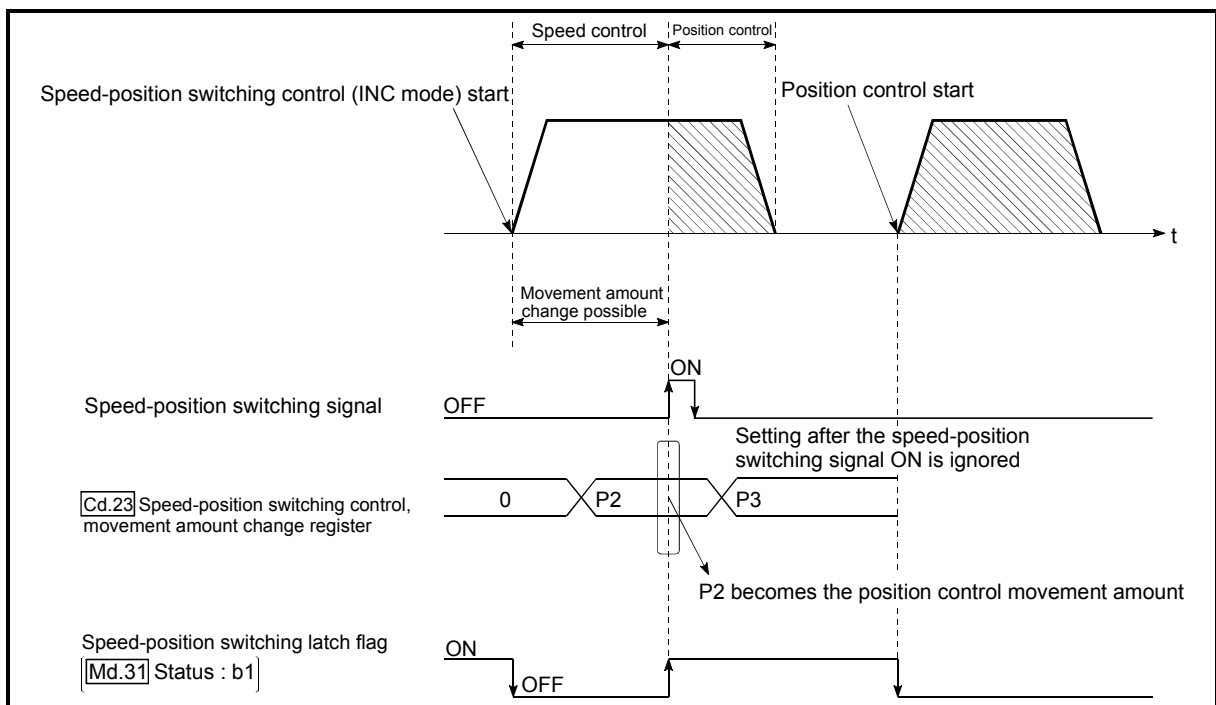 Speed control
Position control
Speed-position switching control (INC mode) start
Position control start
t
Movement amount
change possible
ON
Speed-position switching signal
OFF
Setting after the speed-position
switching signal ON is ignored
Cd.23 Speed-position switching control,
movement amount change register
0
P2
P3
P2 becomes the position control movement amount
Speed-position switching latch flag
Md.31 Status : b1
ON
OFF